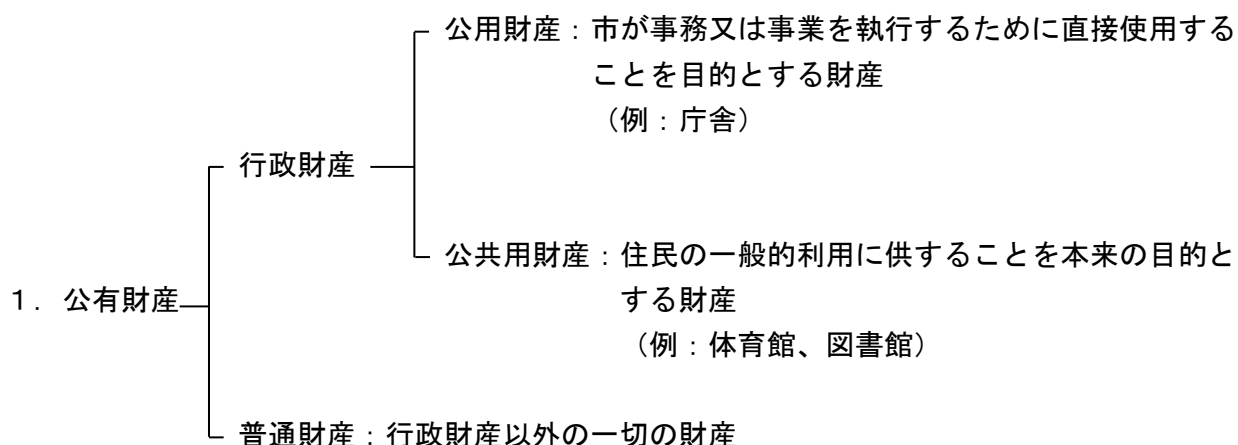 公用財産：市が事務又は事業を執行するために直接使用する
ことを目的とする財産
（例：庁舎）
行政財産
公共用財産：住民の一般的利用に供することを本来の目的と
する財産
１．公有財産
（例：体育館、図書館）
普通財産：行政財産以外の一切の財産